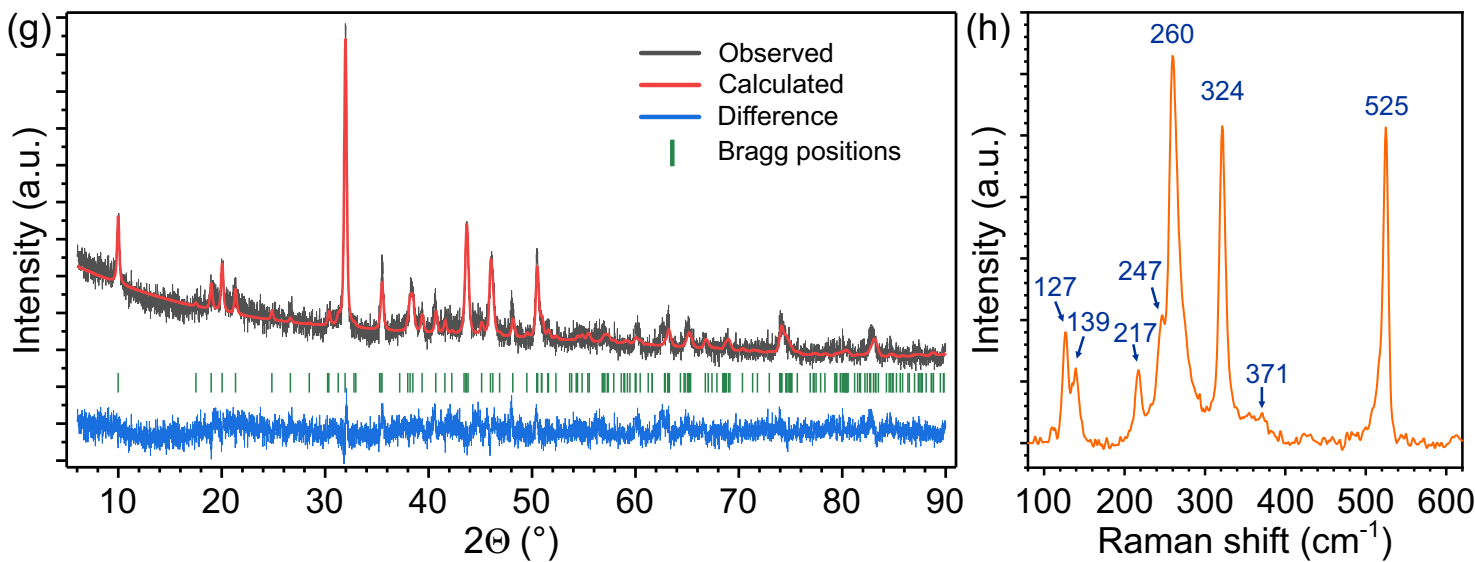 (g)
Observed
Calculated
Difference
Bragg positions
Intensity (a.u.)
10 20 30 40 50 60 70 80 90
2Θ (°)
(h)
260
324
525
247
127
139
217
371
Intensity (a.u.)
100 200 300 400 500 600
Raman shift (cm⁻¹)